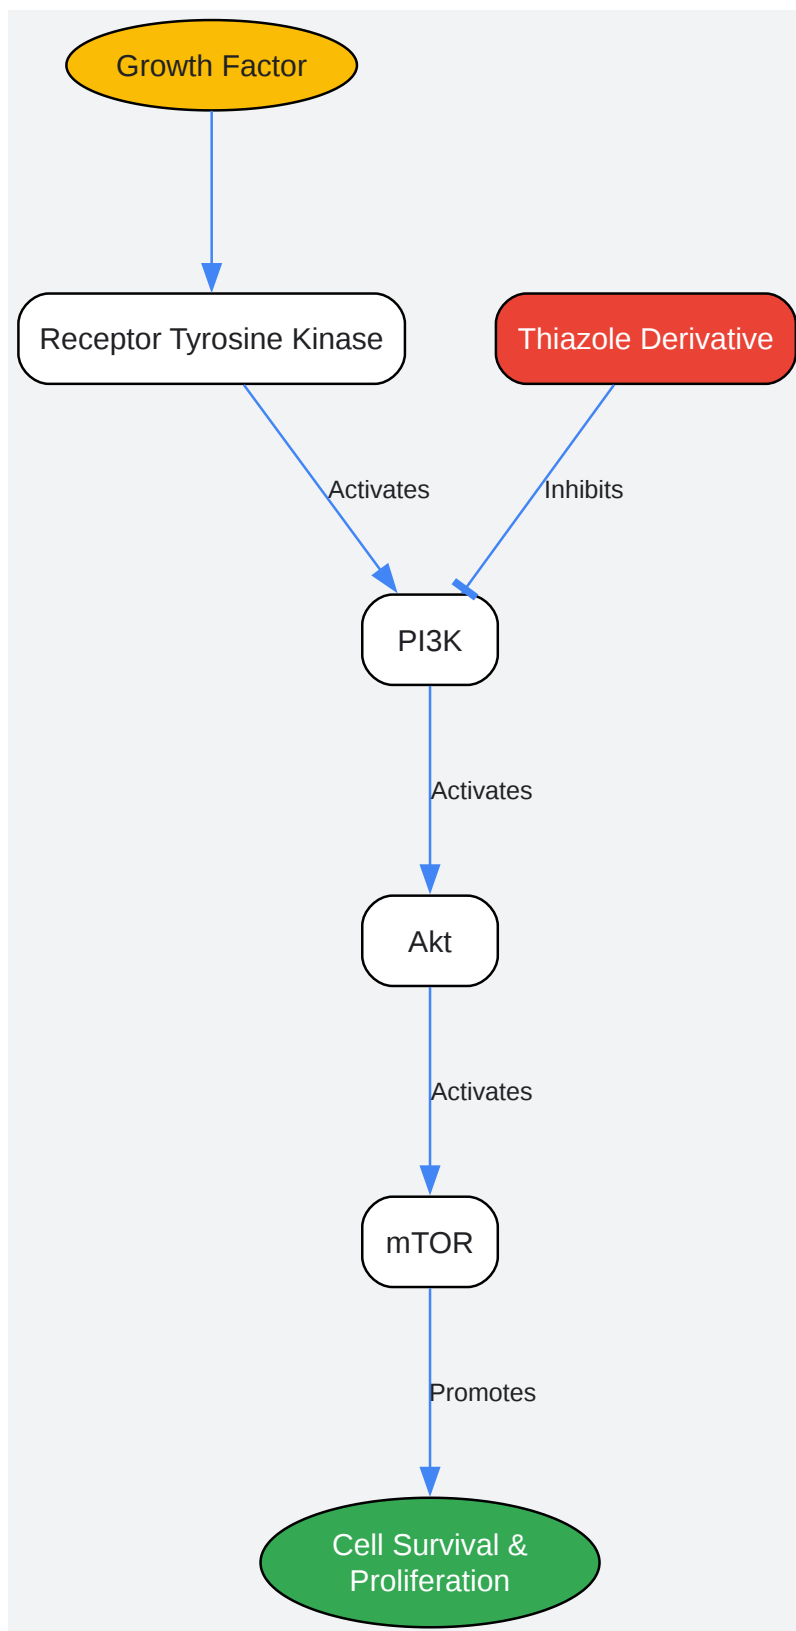 Growth Factor
Receptor Tyrosine Kinase
Thiazole Derivative
Activates
Inhibits
PI3K
Activates
Akt
Activates
mTOR
Promotes
Cell Survival &
Proliferation